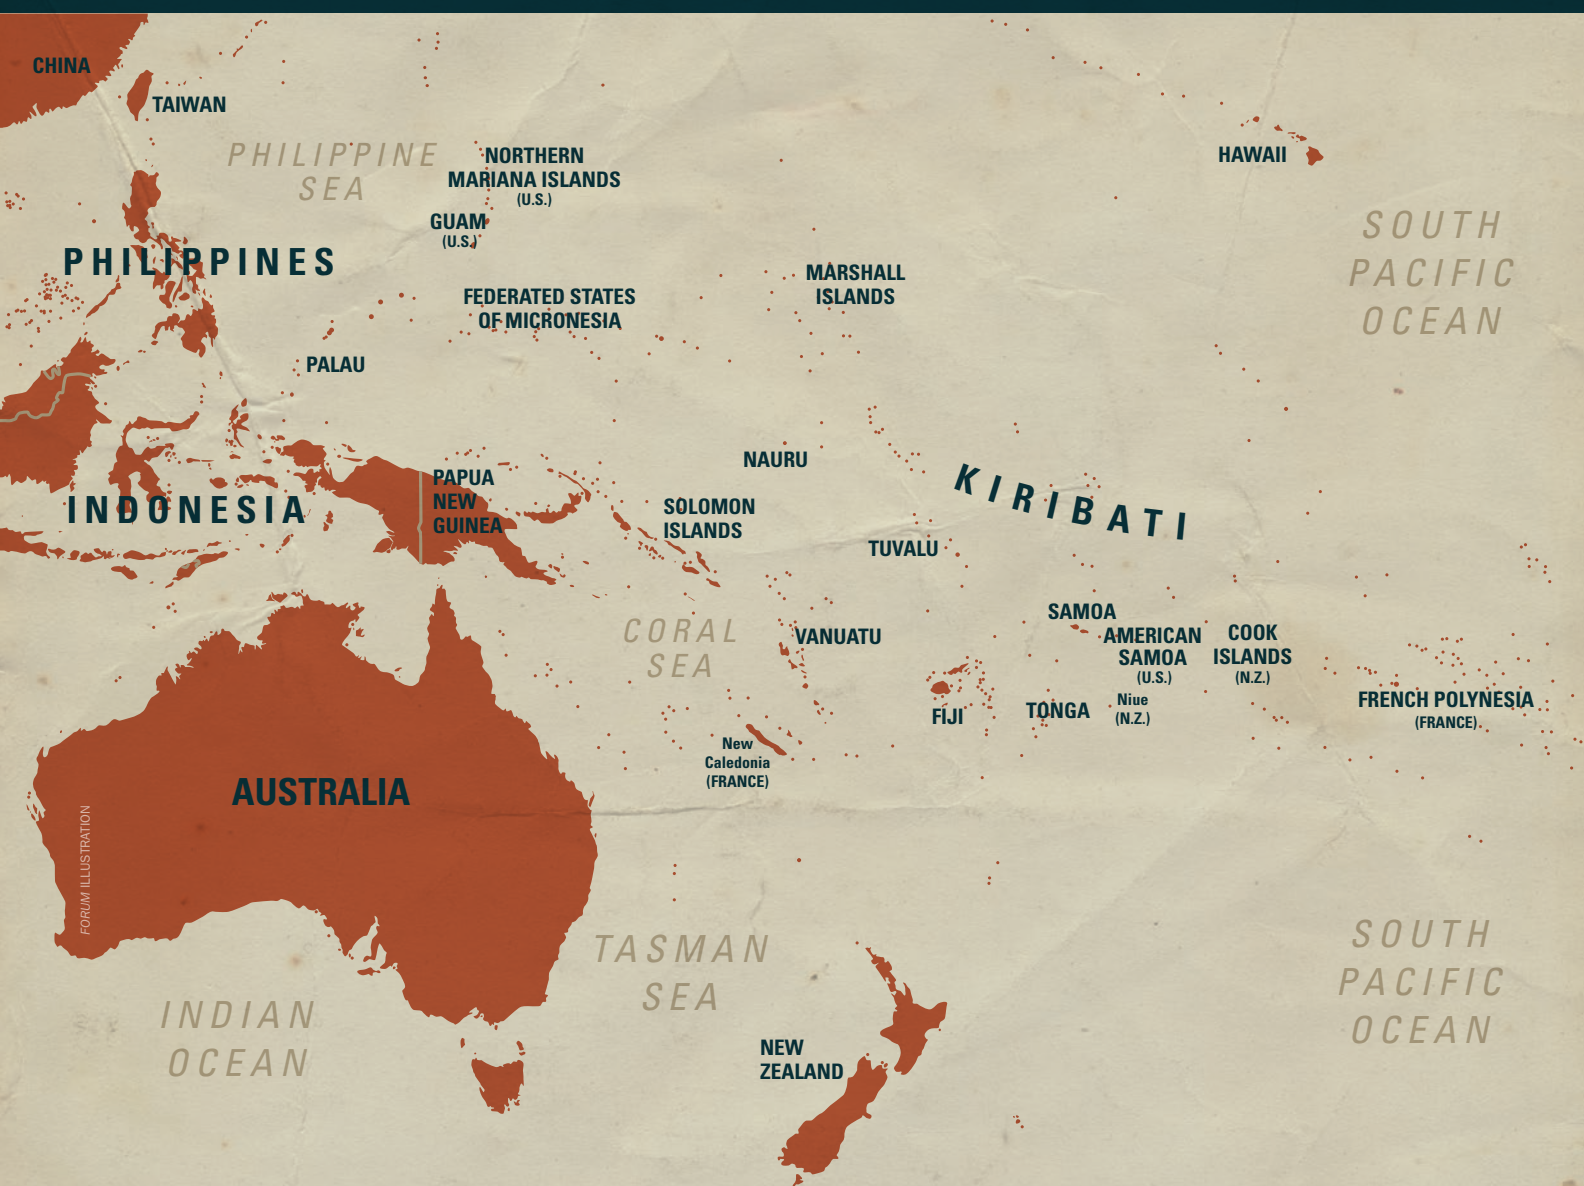 CHINA
TAIWAN
PHILIPPINE
SEA
NORTHERN
MARIANA ISLANDS
(U.S.)
HAWAII
GUAM
(U.S.)
SOUTH
PACIFIC
OCEAN
PHILIPPINES
MARSHALL
ISLANDS
FEDERATED STATES
OF MICRONESIA
PALAU
NAURU
KIRIBATI
PAPUA
NEW
GUINEA
INDONESIA
SOLOMON
ISLANDS
TUVALU
CORAL
SEA
VANUATU
SAMOA
AMERICAN
SAMOA
(U.S.)
COOK
ISLANDS
(N.Z.)
FIJI
TONGA
Niue
(N.Z.)
FRENCH POLYNESIA
(FRANCE)
New
Caledonia
(FRANCE)
AUSTRALIA
FORUM ILLUSTRATION
TASMAN
SEA
SOUTH
PACIFIC
OCEAN
INDIAN
OCEAN
NEW
ZEALAND